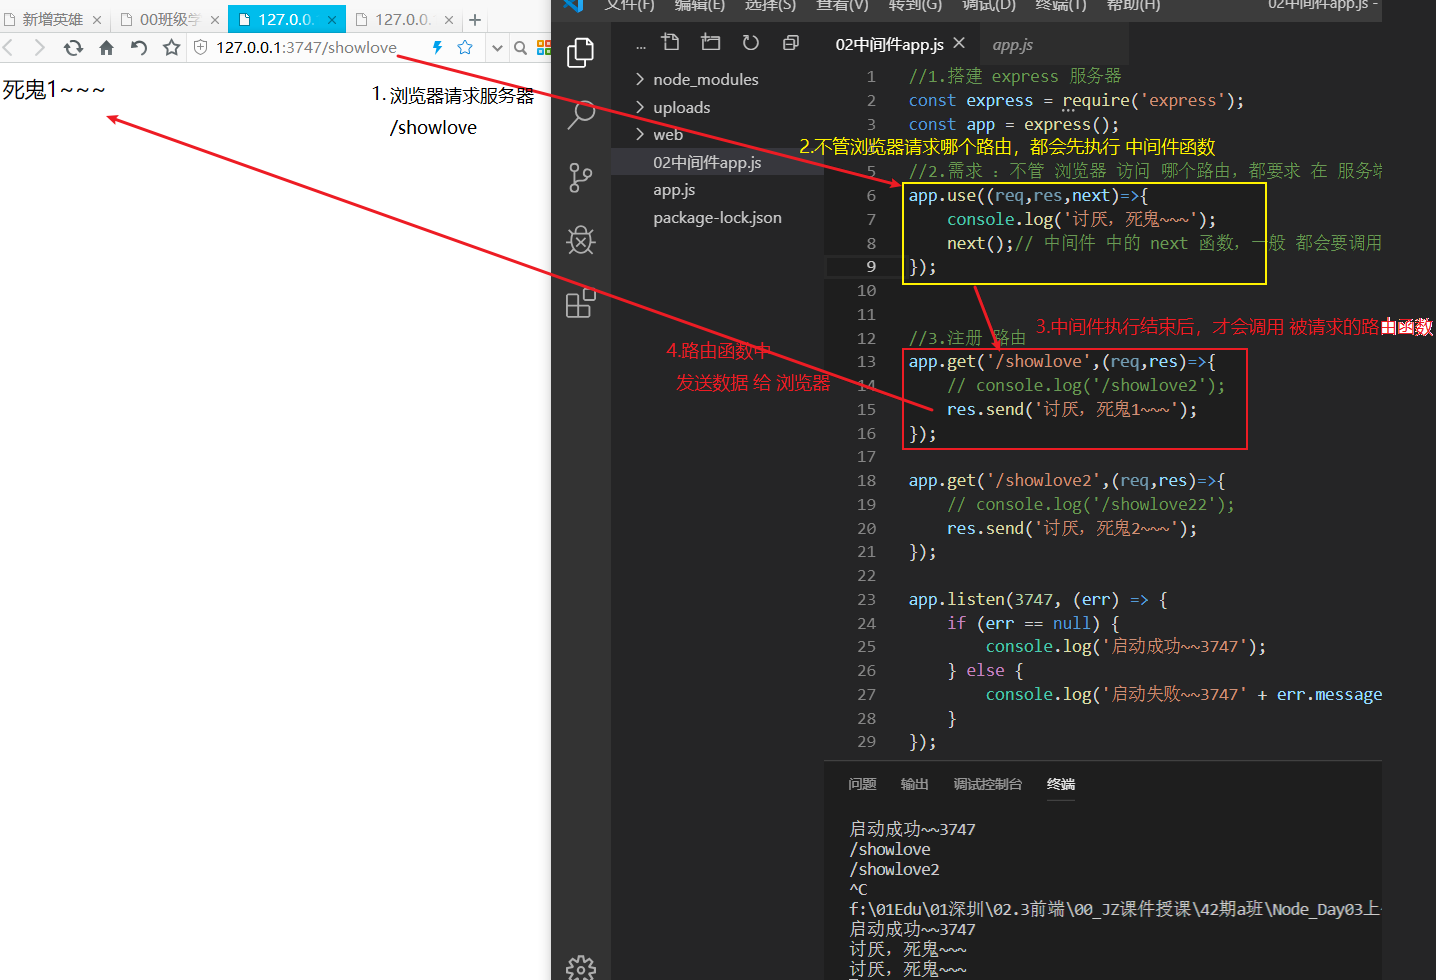 新增英雄
00班级学
127.0.0.
127.0.0.
127.0.0.1:3747/showlove
死鬼1~~~
1. 浏览器请求服务器
/showlove
文件(F) 编辑(E) 选择(S) 查看(V) 转到(G) 调试(D) 终端(T) 帮助(H)
02中间件app.js -
...
node_modules
uploads
web
02中间件app.js
app.js
package-lock.json
02中间件app.js
app.js
1 //1.搭建 express 服务器
2 const express = require('express');
3 const app = express();
2.不管浏览器请求哪个路由，都会先执行 中间件函数
5 //2.需求 : 不管 浏览器 访问 哪个路由，都要求 在 服务端
6 app.use((req,res,next)=>{
7 console.log('讨厌，死鬼~~~');
8 next();// 中间件 中的 next 函数，一般 都会要调用
9 });
10
11
3.中间件执行结束后，才会调用 被请求的路由函数
12 //3.注册 路由
13 app.get('/showlove',(req,res)=>{
14 // console.log('/showlove2');
15 res.send('讨厌，死鬼1~~~');
16 });
4.路由函数中
发送数据 给 浏览器
17
18 app.get('/showlove2',(req,res)=>{
19 // console.log('/showlove22');
20 res.send('讨厌，死鬼2~~~');
21 });
22
23 app.listen(3747, (err) => {
24 if (err == null) {
25 console.log('启动成功~~3747');
26 } else {
27 console.log('启动失败~~3747' + err.message
28 }
29 });
问题 输出 调试控制台 终端
启动成功~~3747
/showlove
/showlove2
^C
f:\01Edu\01深圳\02.3前端\00_JZ课件授课\42期a班\Node_Day03上
启动成功~~3747
讨厌，死鬼~~~
讨厌，死鬼~~~